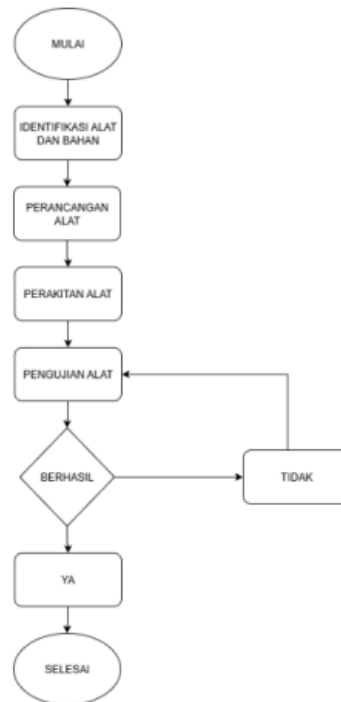 MULAI
IDENTIFIKASI ALAT
DAN BAHAN
PERANCANGAN
ALAT
PERAKITAN ALAT
PENGUJIAN ALAT
BERHASIL
TIDAK
YA
SELESAI